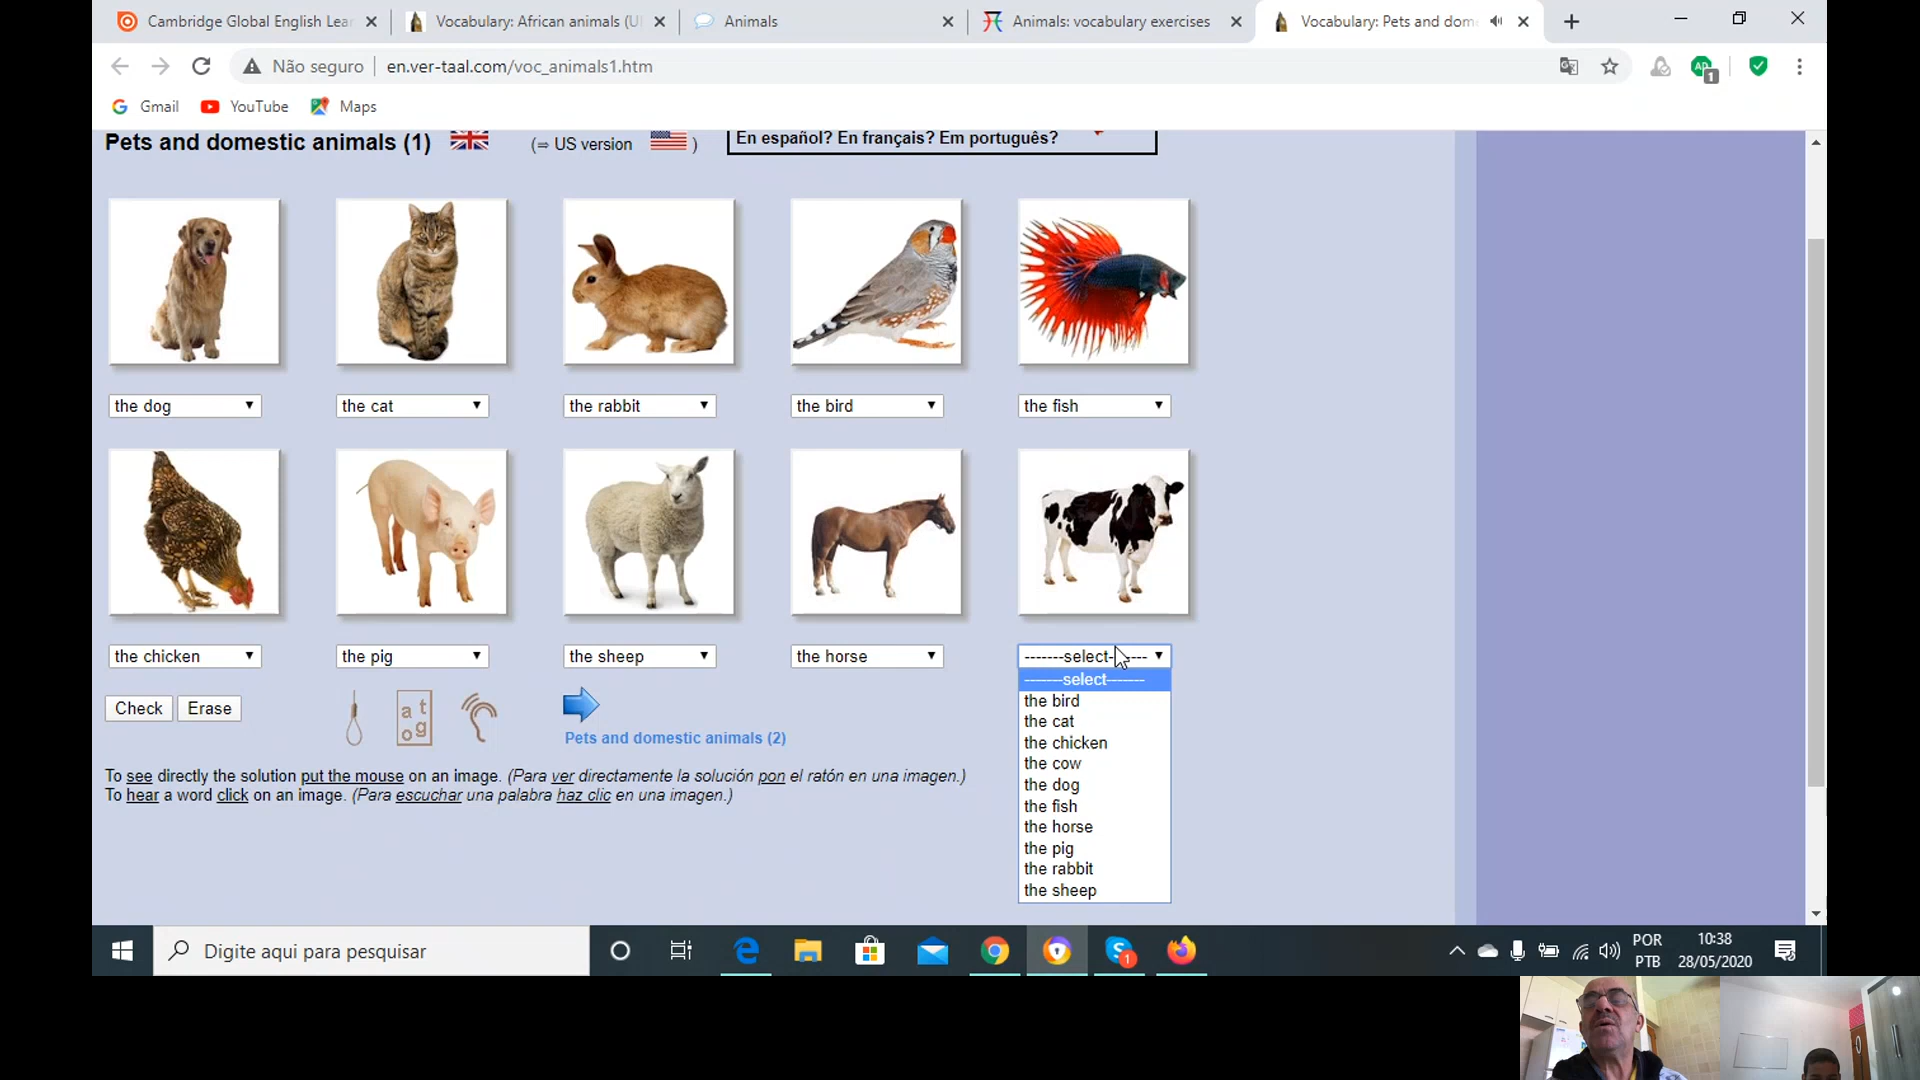 Cambridge Global English Lear
Vocabulary: African animals (U
Animals
Animals: vocabulary exercises
Vocabulary: Pets and dom
Não seguro
en.ver-taal.com/voc_animals1.htm
AD
1
Gmail
YouTube
Maps
Pets and domestic animals (1)
(⇒ US version )
En español? En français? Em português?
the dog
the cat
the rabbit
the bird
the fish
the chicken
the pig
the sheep
the horse
-------select-------
-------select-------
the bird
the cat
the chicken
the cow
the dog
the fish
the horse
the pig
the rabbit
the sheep
Check
Erase
a t
o g
Pets and domestic animals (2)
To see directly the solution put the mouse on an image. (Para ver directamente la solución pon el ratón en una imagen.)
To hear a word click on an image. (Para escuchar una palabra haz clic en una imagen.)
Digite aqui para pesquisar
1
POR
PTB
10:38
28/05/2020